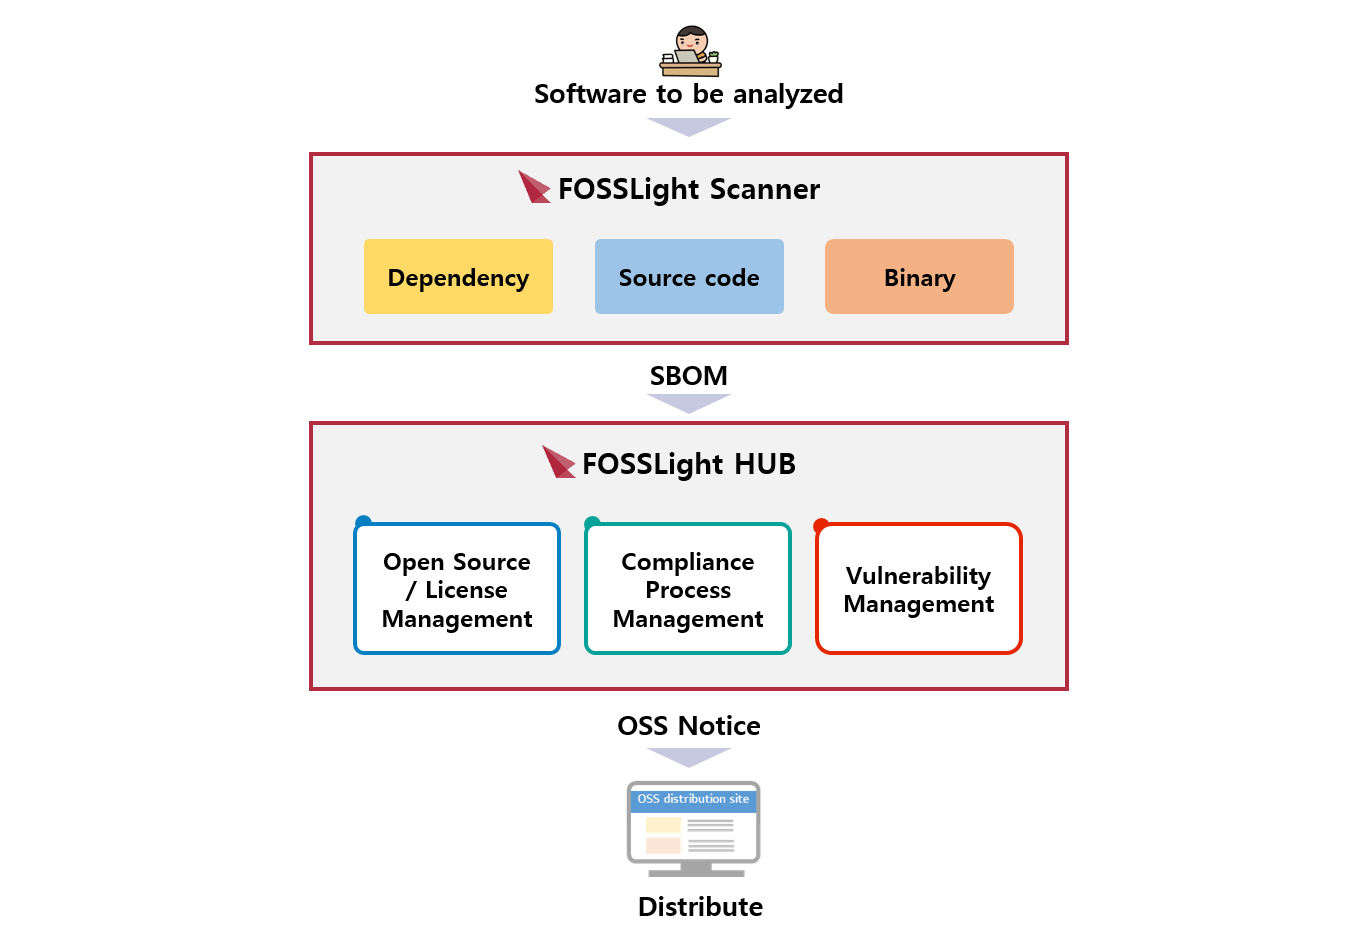 Software to be analyzed
FOSSLight Scanner
Dependency
Source code
Binary
SBOM
FOSSLight HUB
Open Source
/ License
Management
Compliance
Process
Management
Vulnerability
Management
OSS Notice
OSS distribution site
Distribute